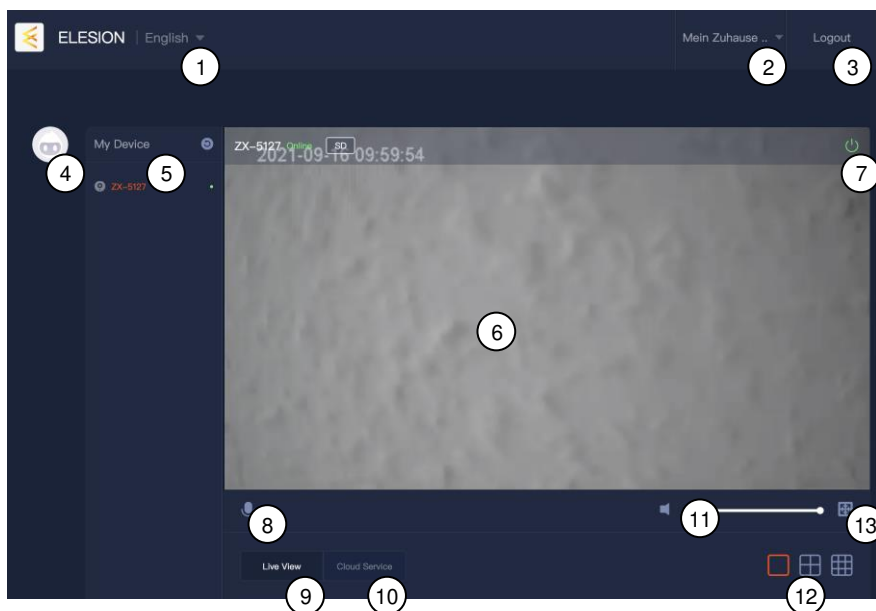 ELESION | English
Mein Zuhause ..
Logout
1
2
3
My Device
4
5
ZX-5127 Online SD
2021-09-16 09:59:54
7
ZX-5127
6
8
11
13
Live View
Cloud Service
9
10
12